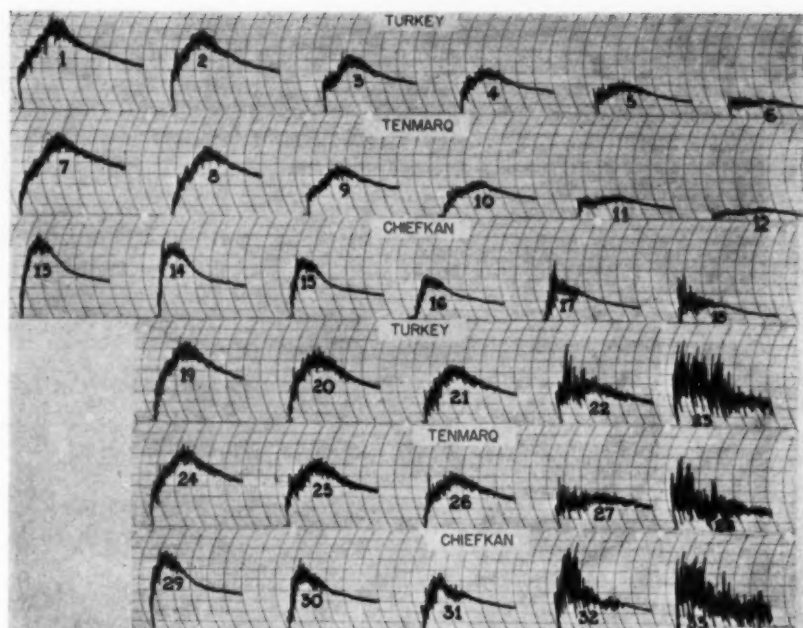 TURKEY
1 2 3 4 5 6
TENMARQ
7 8 9 10 11 12
CHIEFKAN
13 14 15 16 17 18
TURKEY
19 20 21 22 23
TENMARQ
24 25 26 27 28
CHIEFKAN
29 30 31 32 33